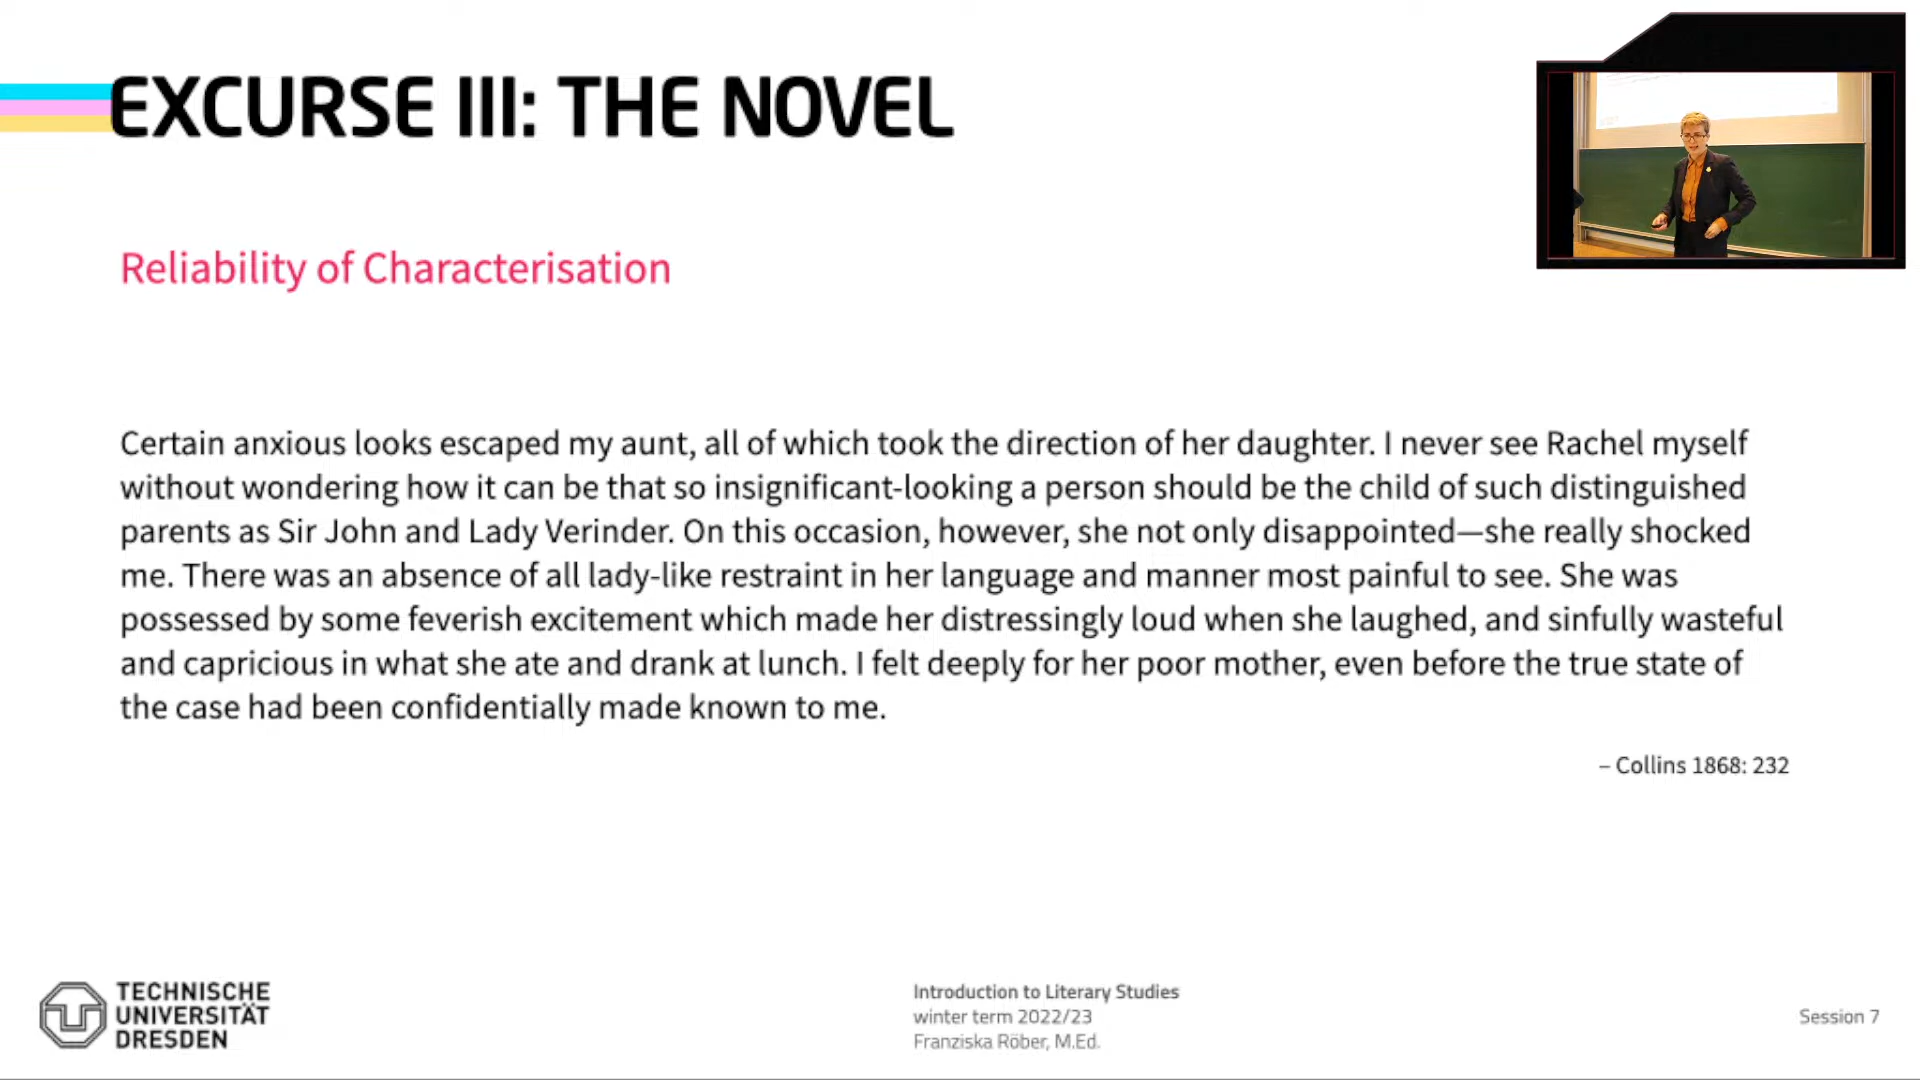 EXCURSE III: THE NOVEL
Reliability of Characterisation
Certain anxious looks escaped my aunt, all of which took the direction of her daughter. I never see Rachel myself
without wondering how it can be that so insignificant-looking a person should be the child of such distinguished
parents as Sir John and Lady Verinder. On this occasion, however, she not only disappointed—she really shocked
me. There was an absence of all lady-like restraint in her language and manner most painful to see. She was
possessed by some feverish excitement which made her distressingly loud when she laughed, and sinfully wasteful
and capricious in what she ate and drank at lunch. I felt deeply for her poor mother, even before the true state of
the case had been confidentially made known to me.
– Collins 1868: 232
TECHNISCHE
UNIVERSITÄT
DRESDEN
Introduction to Literary Studies
winter term 2022/23
Franziska Röber, M.Ed.
Session 7